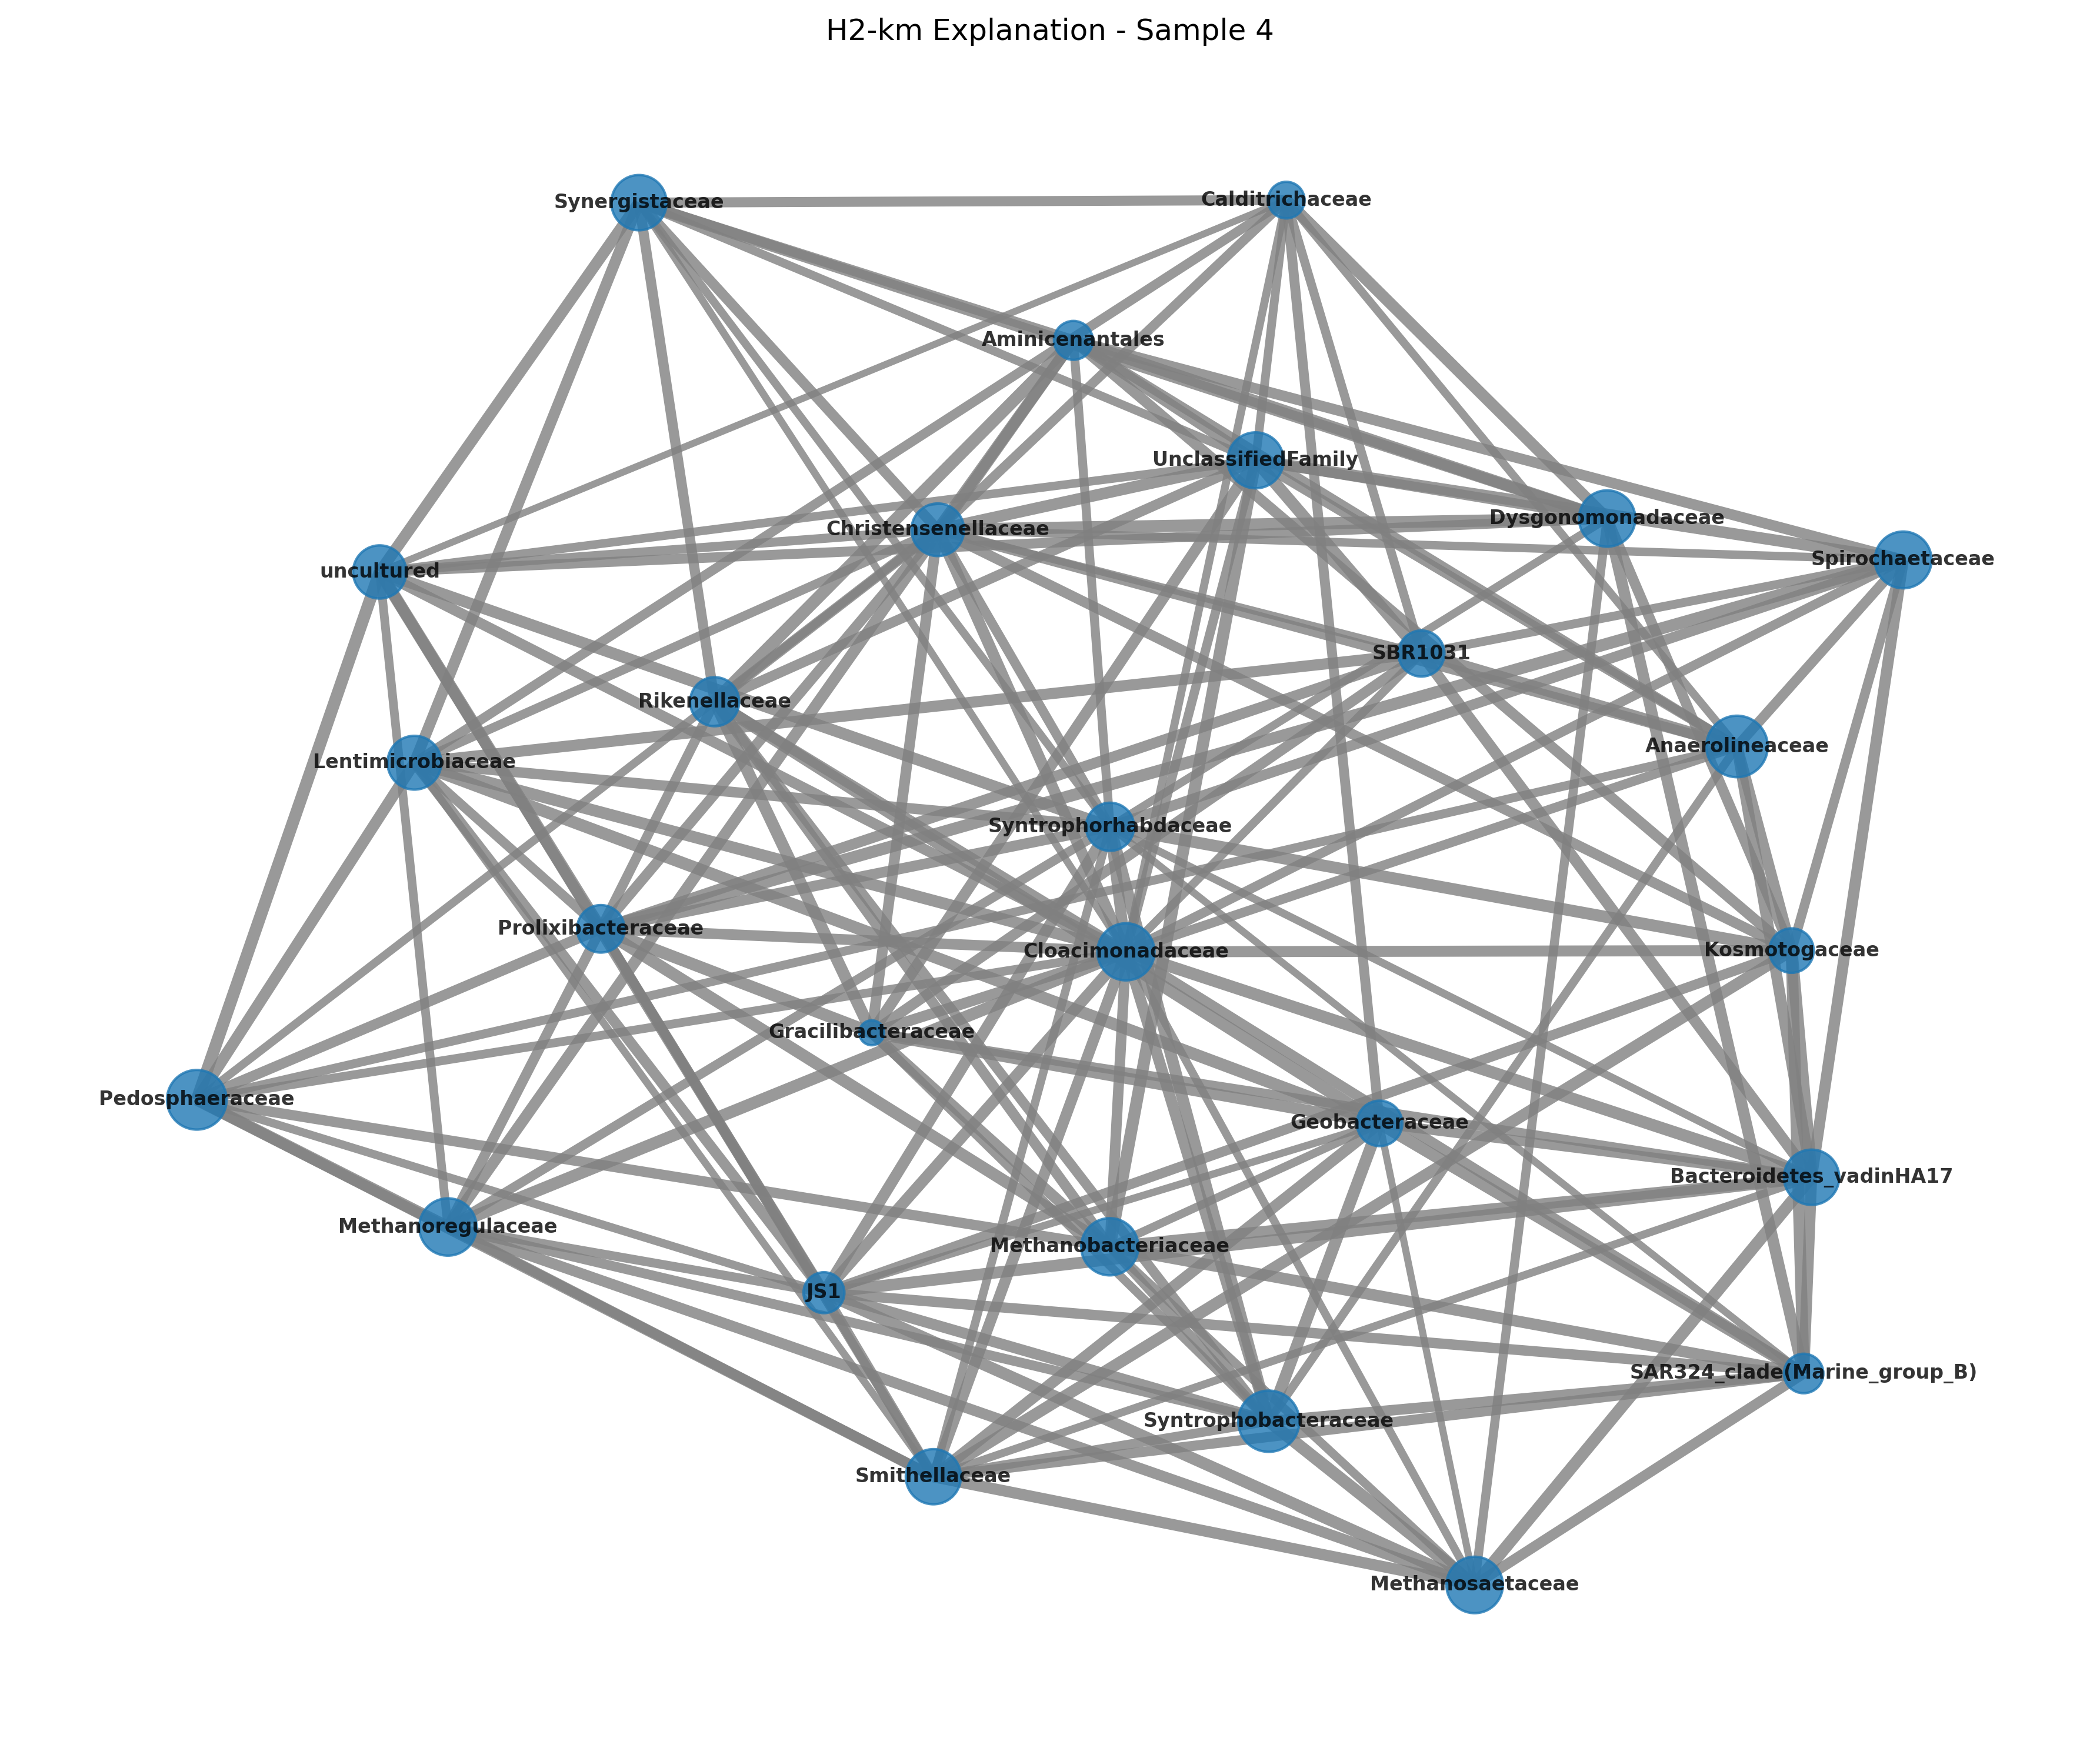 H2-km Explanation - Sample 4
Synergistaceae
Calditrichaceae
Aminicenantales
UnclassifiedFamily
Christensenellaceae
Dysgonomonadaceae
Spirochaetaceae
uncultured
SBR1031
Rikenellaceae
Anaerolineaceae
Lentimicrobiaceae
Syntrophorhabdaceae
Prolixibacteraceae
Cloacimonadaceae
Kosmotogaceae
Gracilibacteraceae
Pedosphaeraceae
Geobacteraceae
Bacteroidetes_vadinHA17
Methanoregulaceae
Methanobacteriaceae
JS1
SAR324_clade(Marine_group_B)
Syntrophobacteraceae
Smithellaceae
Methanosaetaceae